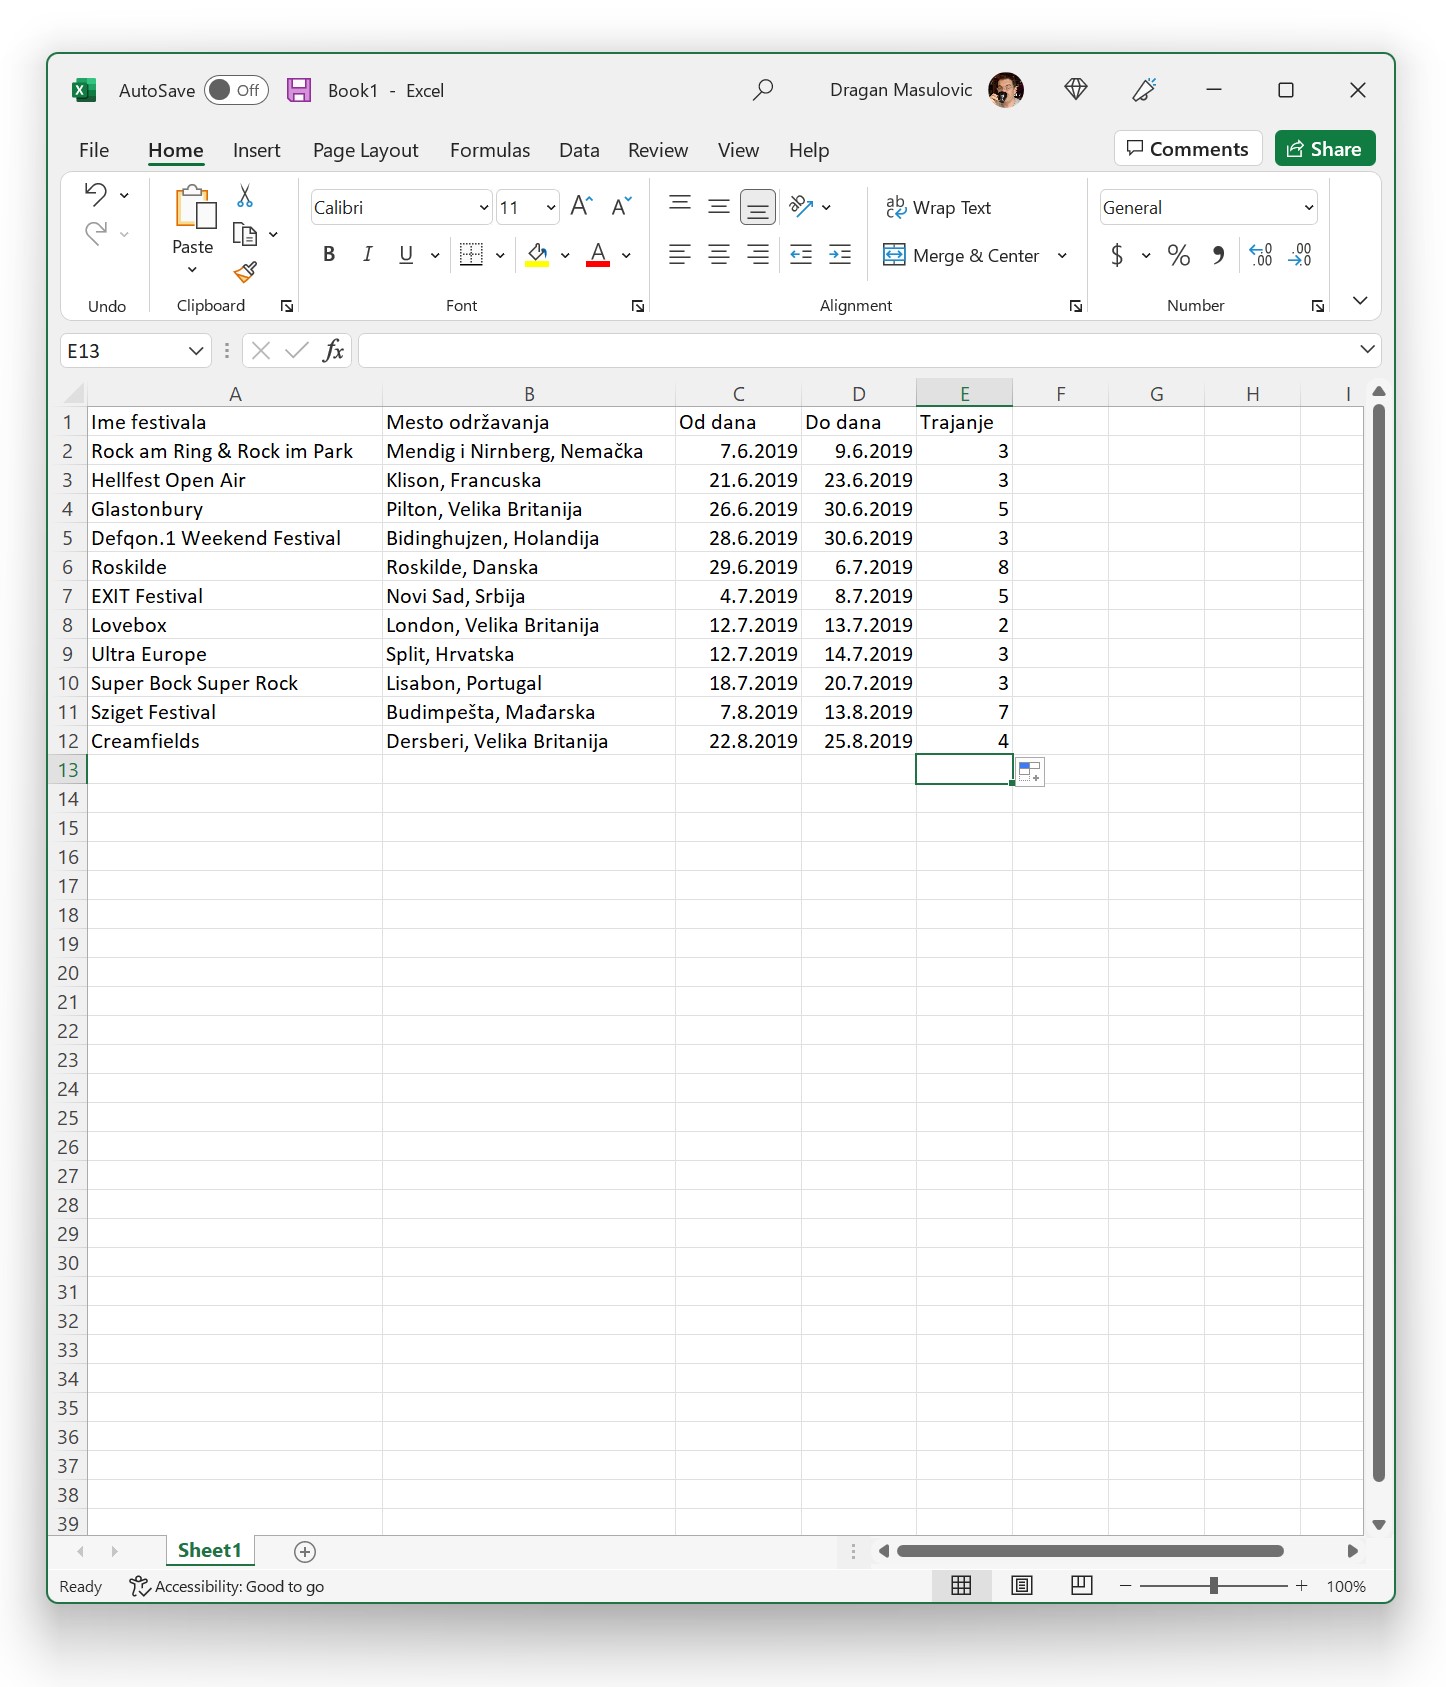 AutoSave Off Book1 - Excel Dragan Masulovic
File Home Insert Page Layout Formulas Data Review View Help Comments Share
Calibri 11 Wrap Text General
Paste B I U Merge & Center $ %
Undo Clipboard Font Alignment Number
E13 fx
A B C D E F G H I
1 Ime festivala Mesto održavanja Od dana Do dana Trajanje
2 Rock am Ring & Rock im Park Mendig i Nirnberg, Nemačka 7.6.2019 9.6.2019 3
3 Hellfest Open Air Klison, Francuska 21.6.2019 23.6.2019 3
4 Glastonbury Pilton, Velika Britanija 26.6.2019 30.6.2019 5
5 Defqon.1 Weekend Festival Bidinghujzen, Holandija 28.6.2019 30.6.2019 3
6 Roskilde Roskilde, Danska 29.6.2019 6.7.2019 8
7 EXIT Festival Novi Sad, Srbija 4.7.2019 8.7.2019 5
8 Lovebox London, Velika Britanija 12.7.2019 13.7.2019 2
9 Ultra Europe Split, Hrvatska 12.7.2019 14.7.2019 3
10 Super Bock Super Rock Lisabon, Portugal 18.7.2019 20.7.2019 3
11 Sziget Festival Budimpešta, Mađarska 7.8.2019 13.8.2019 7
12 Creamfields Dersberi, Velika Britanija 22.8.2019 25.8.2019 4
13
14
15
16
17
18
19
20
21
22
23
24
25
26
27
28
29
30
31
32
33
34
35
36
37
38
39
Sheet1
Ready Accessibility: Good to go 100%